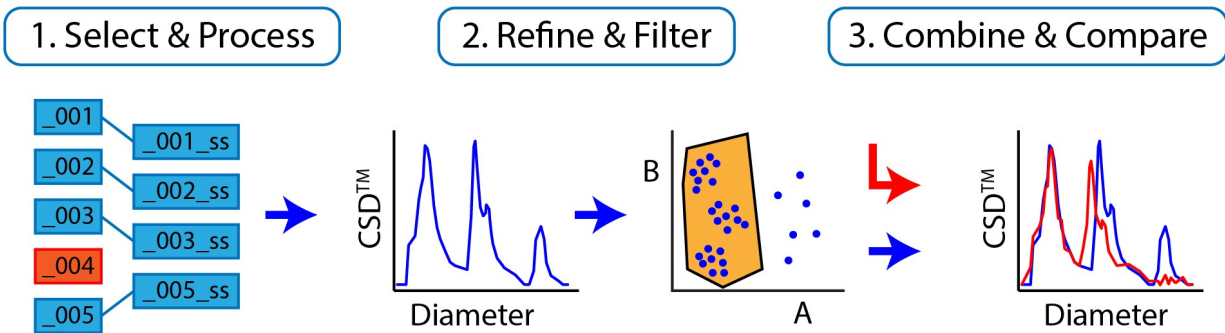 1. Select & Process
2. Refine & Filter
3. Combine & Compare
_001
_001_ss
_002
_002_ss
_003
_003_ss
_004
_005_ss
_005
CSD™
Diameter
B
A
CSD™
Diameter